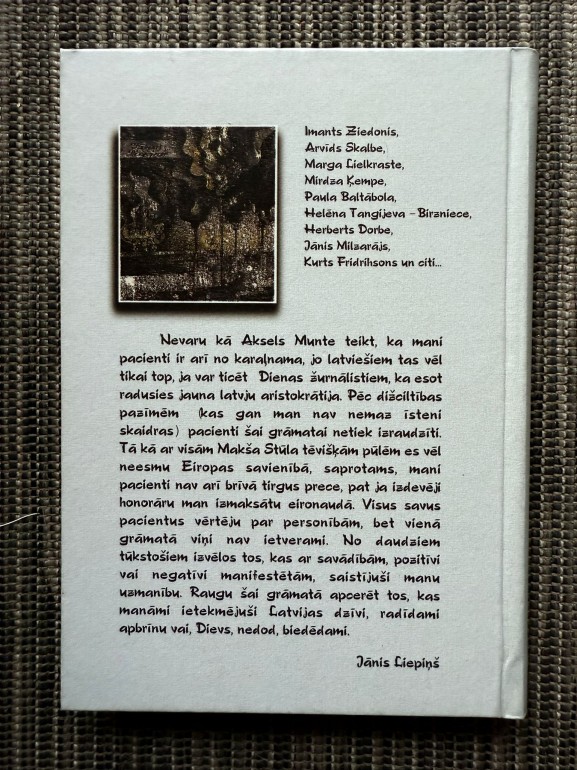 Imants Ziedonis,
Arvīds Skalbe,
Marga Lielkraste,
Mirdza Ķempe,
Paula Baltābola,
Helēna Tangijeva - Birzniece,
Herberts Dorbe,
Jānis Milzarājs,
Kurts Fridrihsons un citi...
Nevaru kā Aksels Munte teikt, ka mani
pacienti ir arī no karaļnama, jo latviešiem tas vēl
tikai top, ja var ticēt Dienas žurnālistiem, ka esot
radusies jauna latvju aristokrātija. Pēc dižciltības
pazīmēm (kas gan man nav nemaz īsteni
skaidras) pacienti šai grāmatai netiek izraudzīti.
Tā kā ar visām Makša Stūla tēvišķām pūlēm es vēl
neesmu Eiropas savienībā, saprotams, mani
pacienti nav arī brīvā tirgus prece, pat ja izdevēji
honorāru man izmaksātu eironaudā. Visus savus
pacientus vērtēju par personībām, bet vienā
grāmatā viņi nav ietverami. No daudziem
tūkstošiem izvēlos tos, kas ar savādībām, pozitīvi
vai negatīvi manifestētām, saistījuši manu
uzmanību. Raugu šai grāmatā apcerēt tos, kas
manāmi ietekmējuši Latvijas dzīvi, radīdami
apbrīnu vai, Dievs, nedod, biedēdami.
Jānis Liepiņš